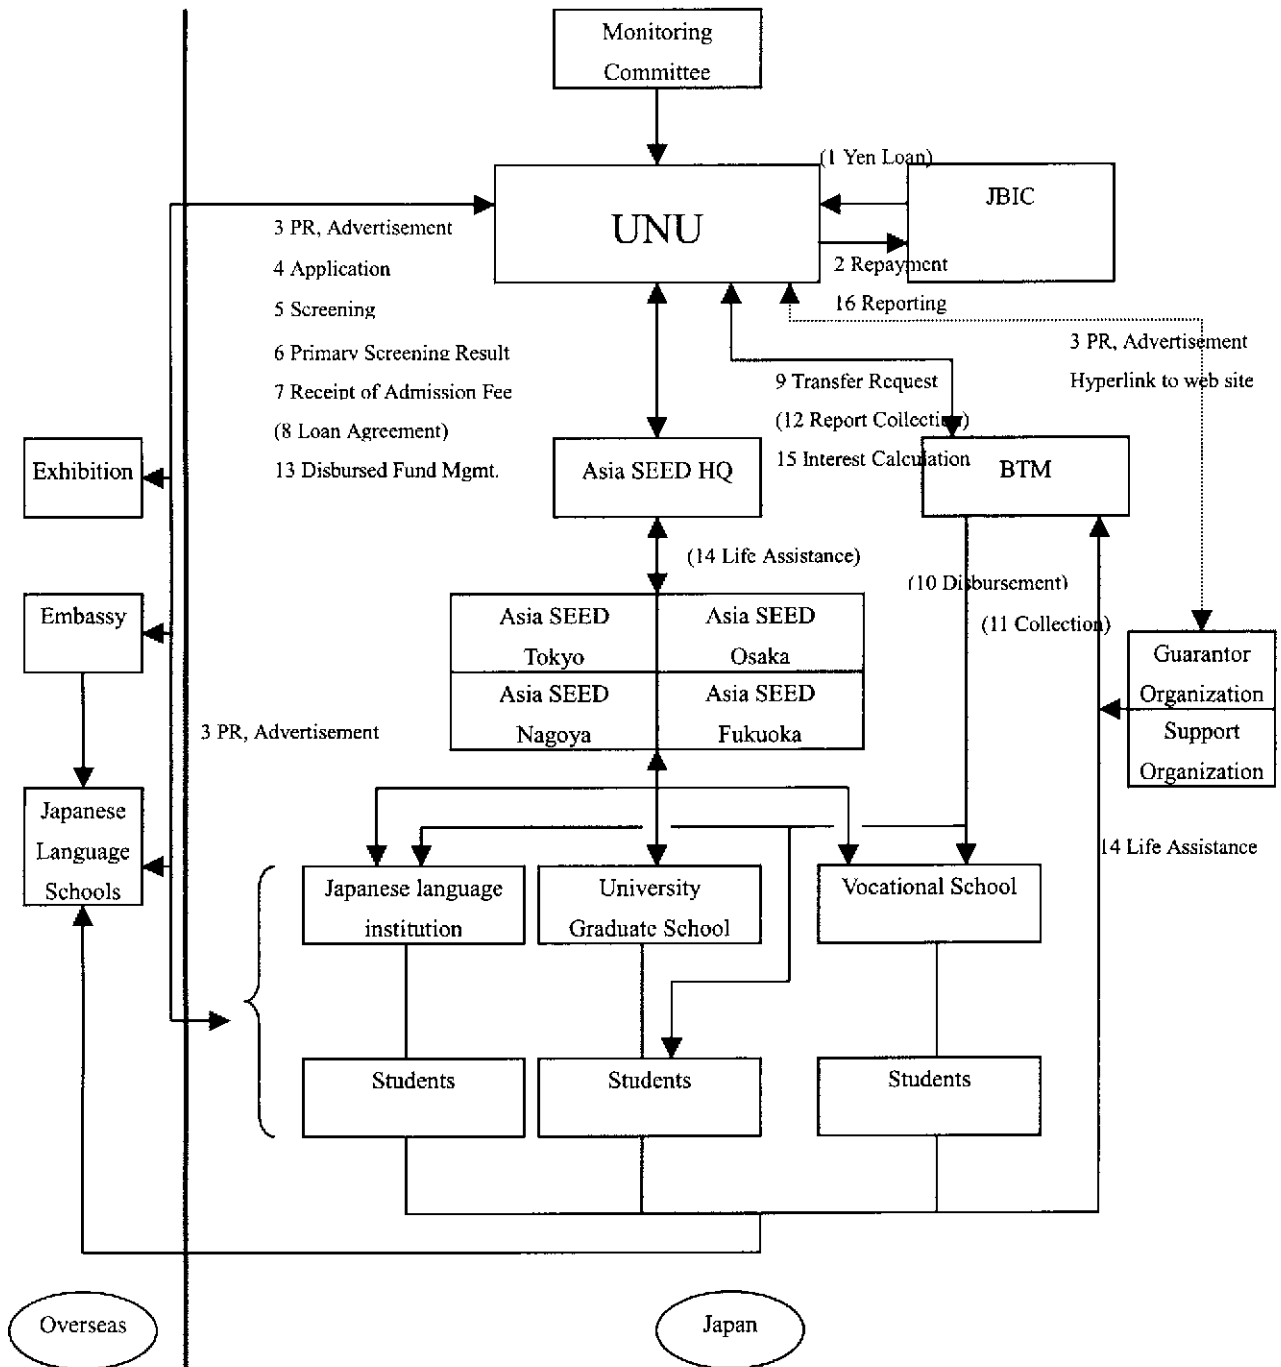 Monitoring
Committee
(1 Yen Loan)
JBIC
UNU
3 PR, Advertisement
4 Application
5 Screening
6 Primary Screening Result
7 Receipt of Admission Fee
(8 Loan Agreement)
13 Disbursed Fund Mgmt.
2 Repayment
16 Reporting
3 PR, Advertisement
Hyperlink to web site
9 Transfer Request
(12 Report Collection)
15 Interest Calculation
Exhibition
Asia SEED HQ
BTM
(14 Life Assistance)
(10 Disbursement)
(11 Collection)
Embassy
Asia SEED
Tokyo
Asia SEED
Osaka
Asia SEED
Nagoya
Asia SEED
Fukuoka
Guarantor
Organization
Support
Organization
3 PR, Advertisement
Japanese
Language
Schools
14 Life Assistance
Japanese language
institution
University
Graduate School
Vocational School
Students
Students
Students
Overseas
Japan